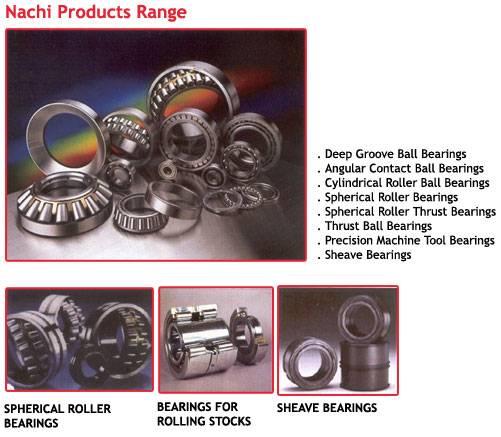 Nachi Products Range
. Deep Groove Ball Bearings
. Angular Contact Ball Bearings
. Cylindrical Roller Ball Bearings
. Spherical Roller Bearings
. Spherical Roller Thrust Bearings
. Thrust Ball Bearings
. Precision Machine Tool Bearings
. Sheave Bearings
SPHERICAL ROLLER
BEARINGS
BEARINGS FOR
ROLLING STOCKS
SHEAVE BEARINGS